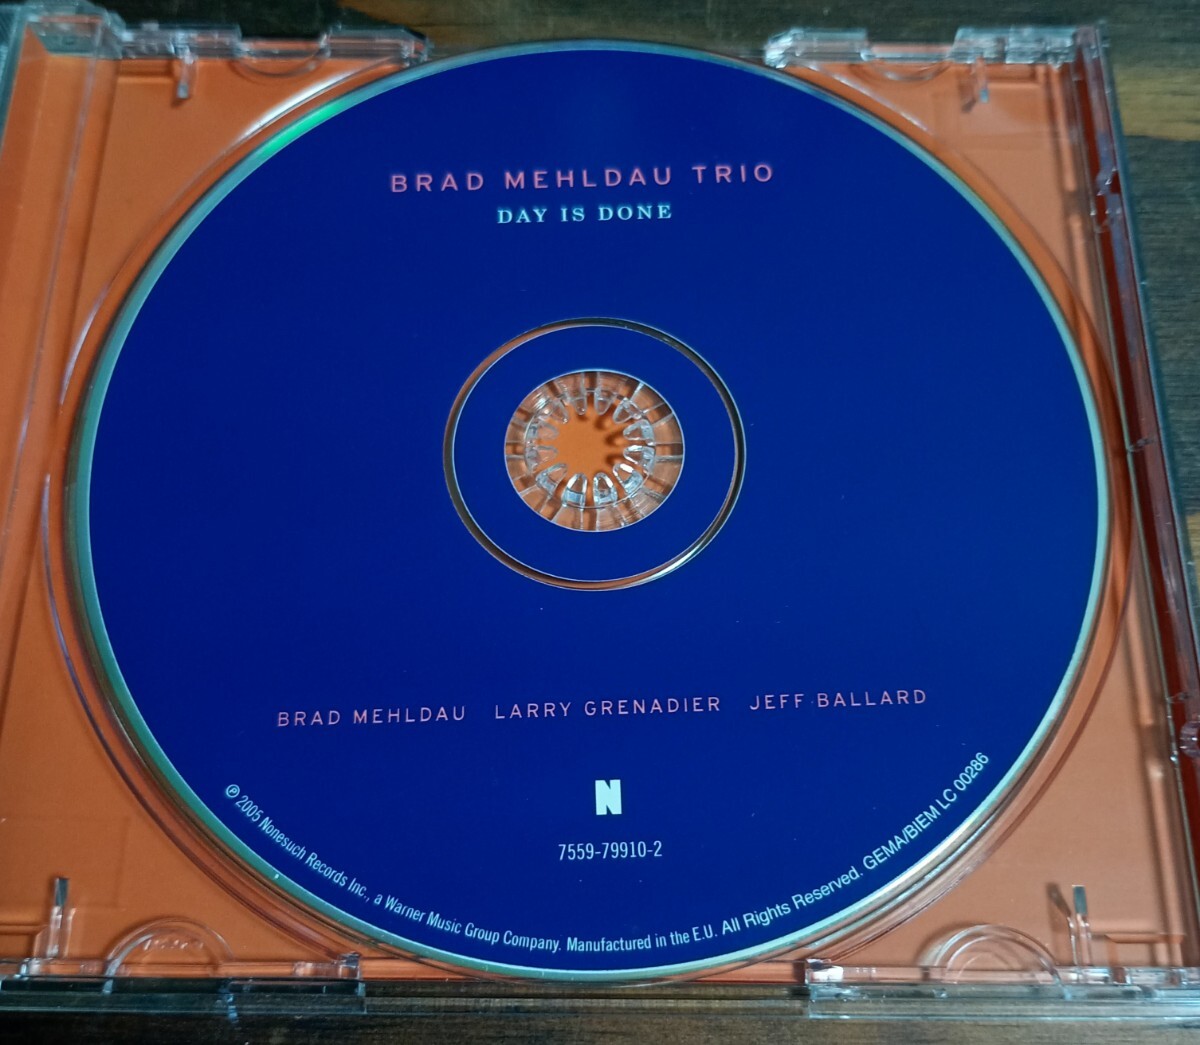 BRAD MEHLDAU TRIO
DAY IS DONE
BRAD MEHLDAU LARRY GRENADIER JEFF BALLARD
N
7559-79910-2
℗ 2005 Nonesuch Records Inc., a Warner Music Group Company. Manufactured in the E.U. All Rights Reserved. GEMA/BIEM LC 00286